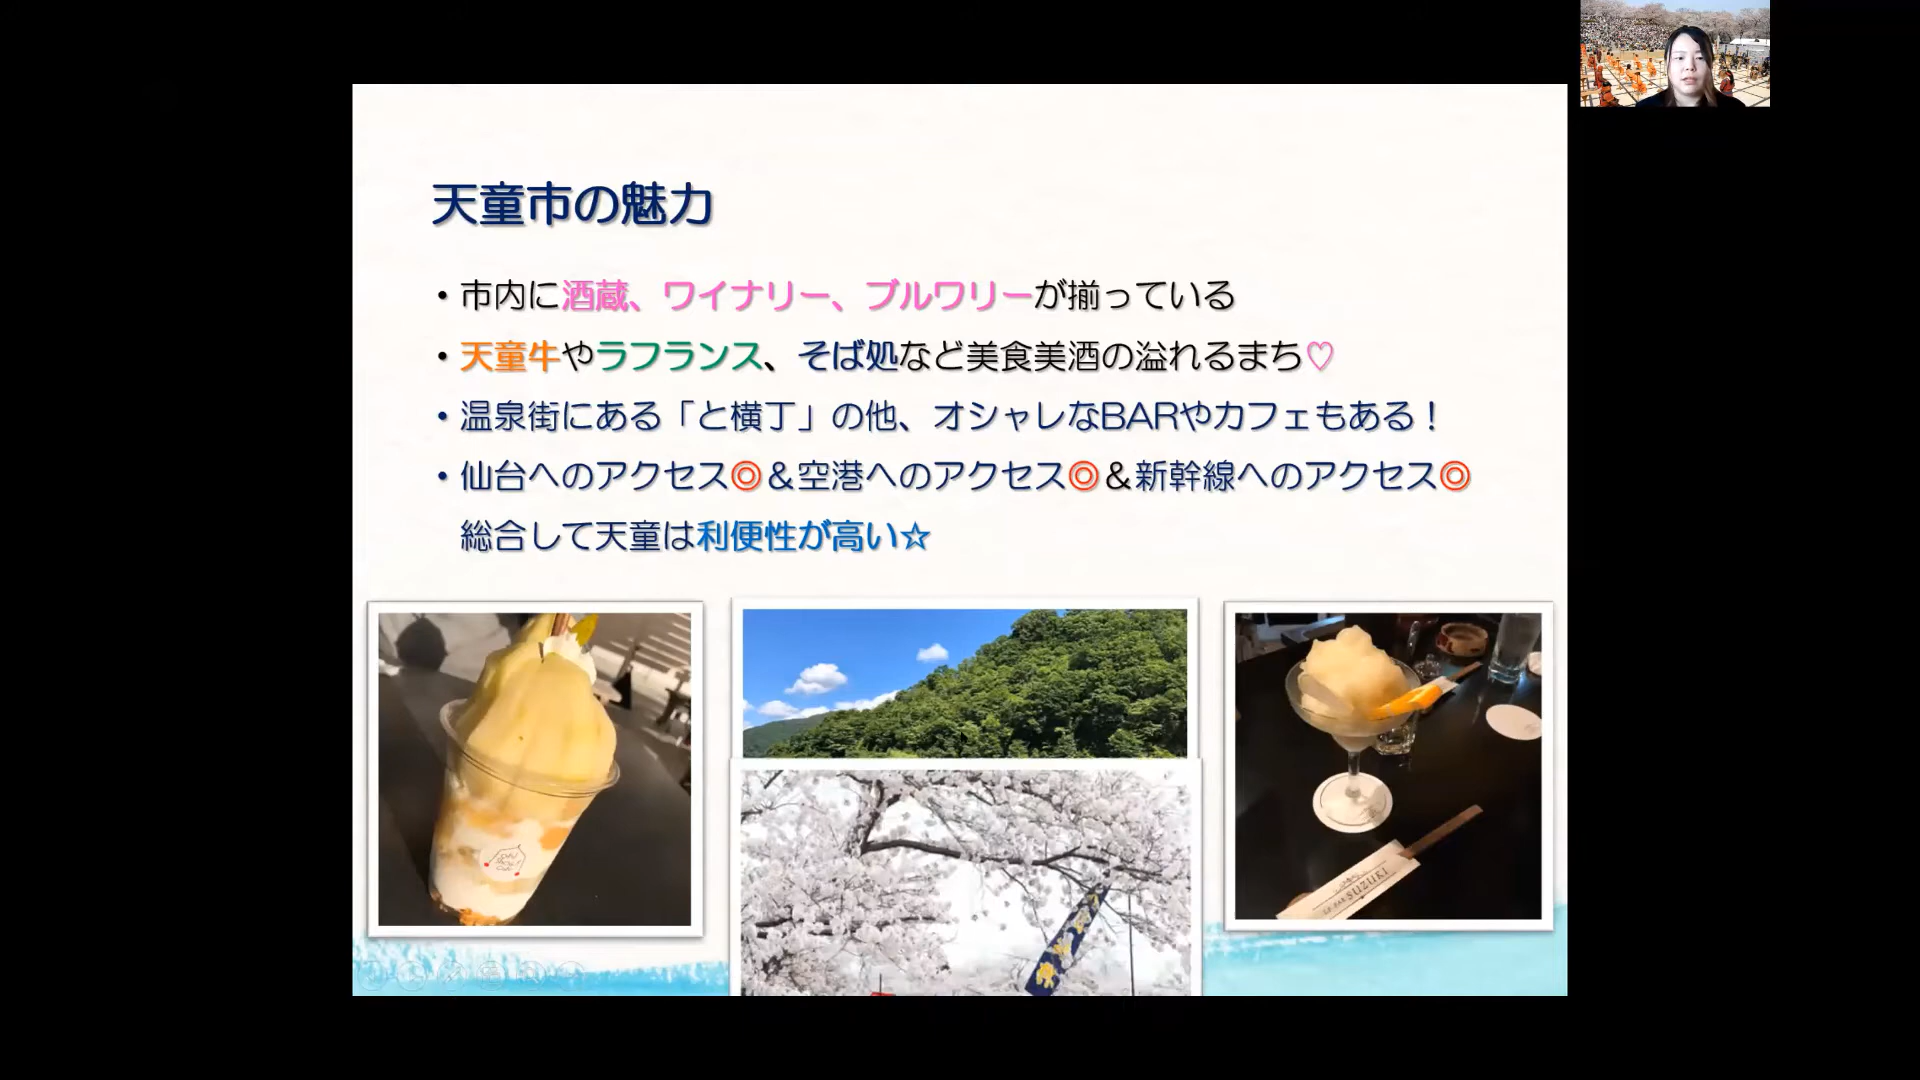 天童市の魅力
・市内に酒蔵、ワイナリー、ブルワリーが揃っている
・天童牛やラフランス、そば処など美食美酒の溢れるまち♡
・温泉街にある「と横丁」の他、オシャレなBARやカフェもある！
・仙台へのアクセス◎＆空港へのアクセス◎＆新幹線へのアクセス◎
総合して天童は利便性が高い☆
SUZUKI